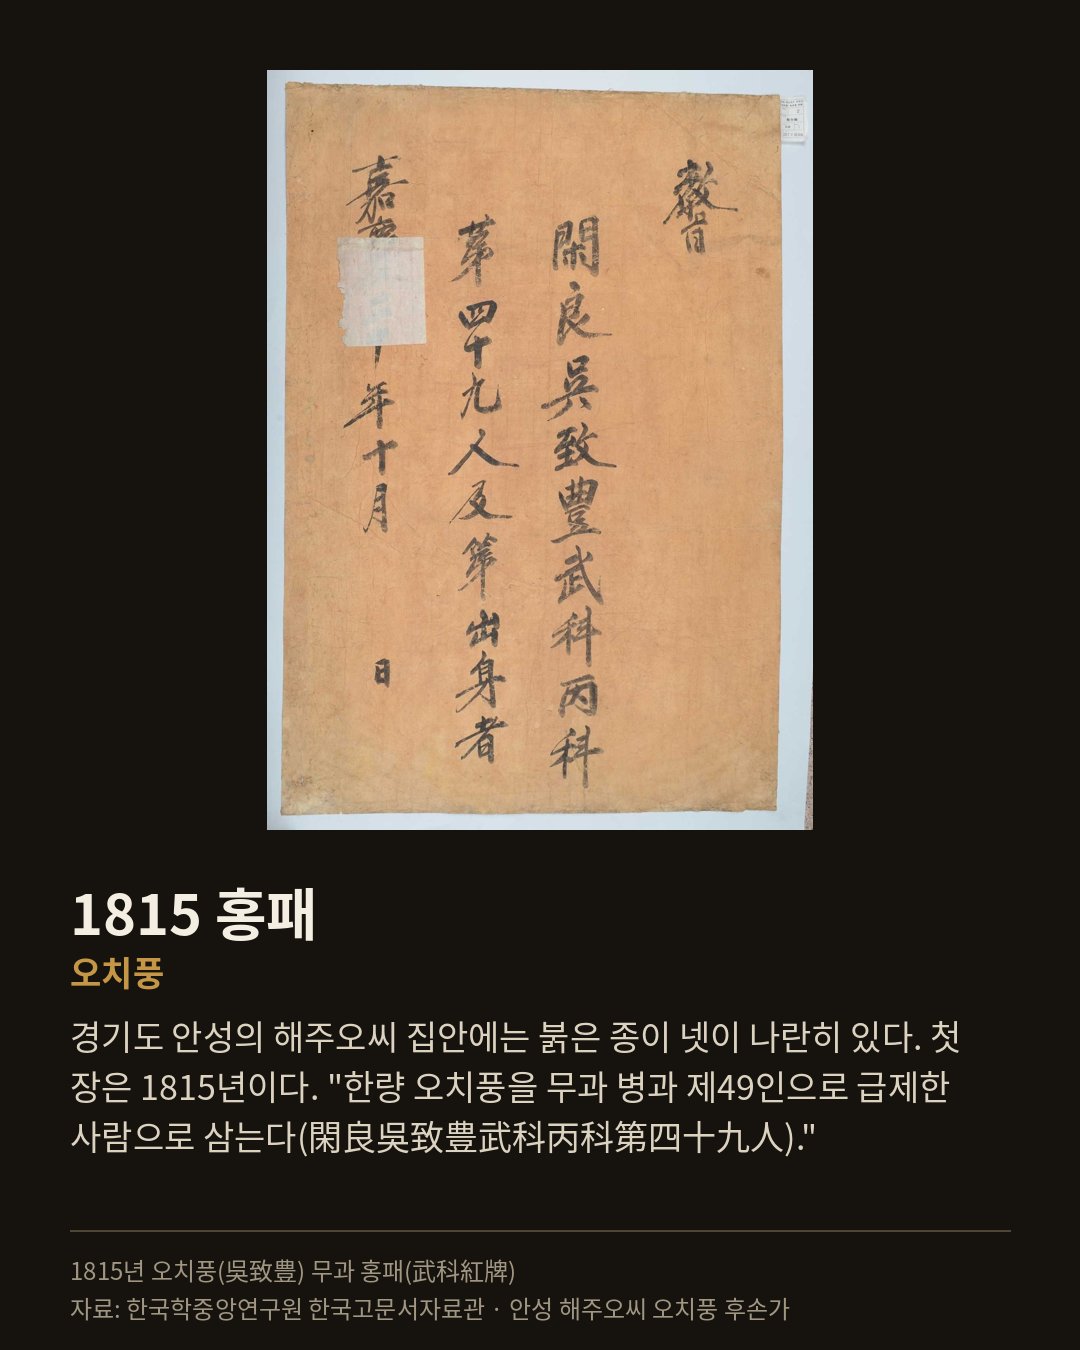 敎旨
閑良吳致豊武科丙科
苐四十九人及苐出身者
嘉慶
十年十月 日
1815 홍패
오치풍
경기도 안성의 해주오씨 집안에는 붉은 종이 넷이 나란히 있다. 첫
장은 1815년이다. "한량 오치풍을 무과 병과 제49인으로 급제한
사람으로 삼는다(閑良吳致豊武科丙科第四十九人)."
1815년 오치풍(吳致豊) 무과 홍패(武科紅牌)
자료: 한국학중앙연구원 한국고문서자료관 · 안성 해주오씨 오치풍 후손가